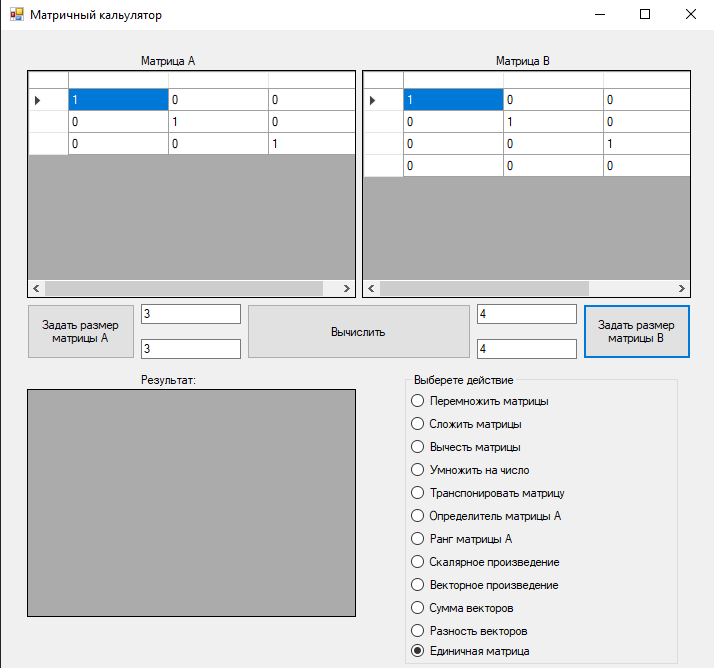 Матричный кальулятор
Матрица A
Матрица B
1 0 0
0 1 0
0 0 1
1 0 0
0 1 0
0 0 1
0 0 0
Задать размер
матрицы A
3
3
Вычислить
4
4
Задать размер
матрицы B
Результат:
Выберете действие
Перемножить матрицы
Сложить матрицы
Вычесть матрицы
Умножить на число
Транспонировать матрицу
Определитель матрицы A
Ранг матрицы A
Скалярное произведение
Векторное произведение
Сумма векторов
Разность векторов
Единичная матрица